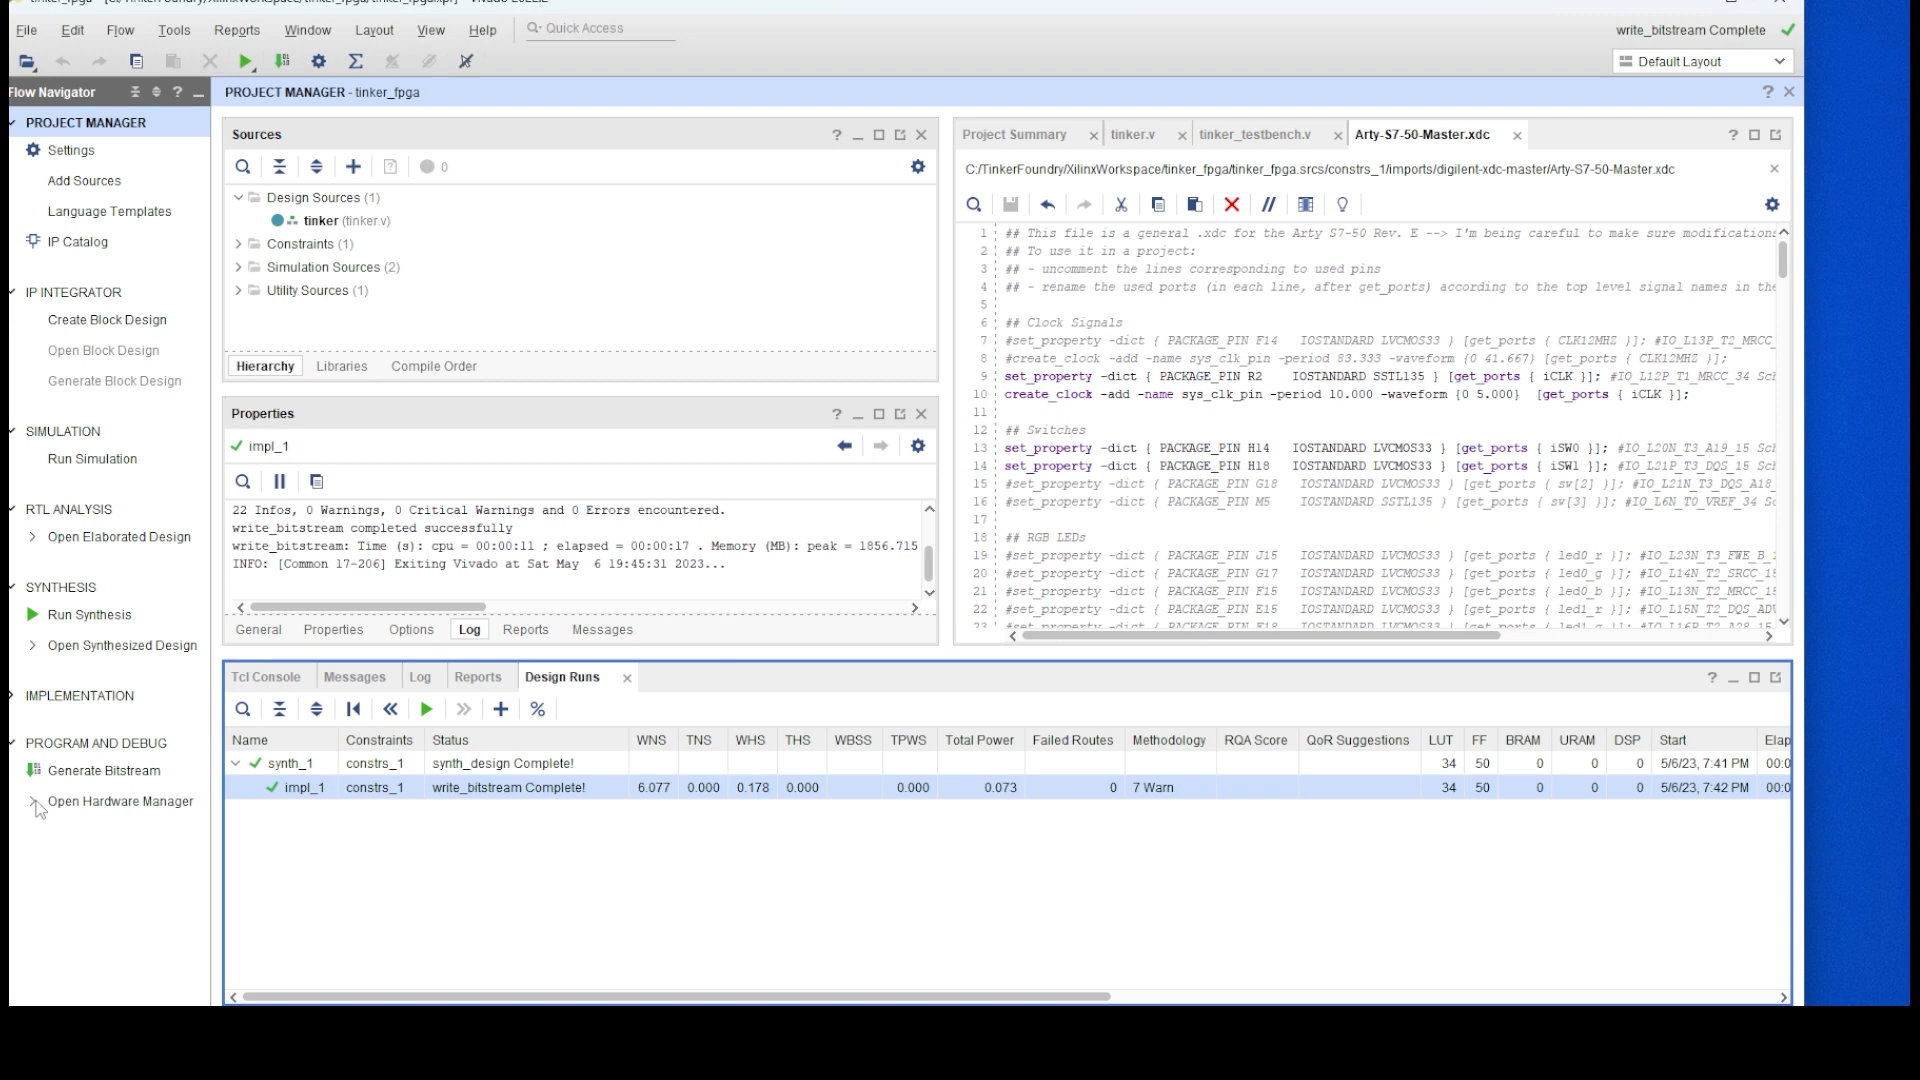 File Edit Flow Tools Reports Window Layout View Help Quick Access write_bitstream Complete
Default Layout
Flow Navigator
PROJECT MANAGER
Settings
Add Sources
Language Templates
IP Catalog
IP INTEGRATOR
Create Block Design
Open Block Design
Generate Block Design
SIMULATION
Run Simulation
RTL ANALYSIS
Open Elaborated Design
SYNTHESIS
Run Synthesis
Open Synthesized Design
IMPLEMENTATION
PROGRAM AND DEBUG
Generate Bitstream
Open Hardware Manager
PROJECT MANAGER - tinker_fpga
Sources
0
Design Sources (1)
tinker (tinker.v)
Constraints (1)
Simulation Sources (2)
Utility Sources (1)
Hierarchy Libraries Compile Order
Properties
impl_1
22 Infos, 0 Warnings, 0 Critical Warnings and 0 Errors encountered.
write_bitstream completed successfully
write_bitstream: Time (s): cpu = 00:00:11 ; elapsed = 00:00:17 . Memory (MB): peak = 1856.715
INFO: [Common 17-206] Exiting Vivado at Sat May  6 19:45:31 2023...
General Properties Options Log Reports Messages
Project Summary tinker.v tinker_testbench.v Arty-S7-50-Master.xdc
C:/TinkerFoundry/XilinxWorkspace/tinker_fpga/tinker_fpga.srcs/constrs_1/imports/digilent-xdc-master/Arty-S7-50-Master.xdc
1 ## This file is a general .xdc for the Arty S7-50 Rev. E --> I'm being careful to make sure modifications
2 ## To use it in a project:
3 ## - uncomment the lines corresponding to used pins
4 ## - rename the used ports (in each line, after get_ports) according to the top level signal names in the
5
6 ## Clock Signals
7 #set_property -dict { PACKAGE_PIN F14 IOSTANDARD LVCMOS33 } [get_ports { CLK12MHZ }]; #IO_L13P_T2_MRCC_
8 #create_clock -add -name sys_clk_pin -period 83.333 -waveform {0 41.667} [get_ports { CLK12MHZ }];
9 set_property -dict { PACKAGE_PIN R2 IOSTANDARD SSTL135 } [get_ports { iCLK }]; #IO_L12P_T1_MRCC_34 Sch
10 create_clock -add -name sys_clk_pin -period 10.000 -waveform {0 5.000} [get_ports { iCLK }];
11
12 ## Switches
13 set_property -dict { PACKAGE_PIN H14 IOSTANDARD LVCMOS33 } [get_ports { iSW0 }]; #IO_L20N_T3_A19_15 Sch
14 set_property -dict { PACKAGE_PIN H18 IOSTANDARD LVCMOS33 } [get_ports { iSW1 }]; #IO_L21P_T3_DQS_15 Sch
15 #set_property -dict { PACKAGE_PIN G18 IOSTANDARD LVCMOS33 } [get_ports { sw[2] }]; #IO_L21N_T3_DQS_A18_
16 #set_property -dict { PACKAGE_PIN M5 IOSTANDARD SSTL135 } [get_ports { sw[3] }]; #IO_L6N_T0_VREF_34 Sc
17
18 ## RGB LEDs
19 #set_property -dict { PACKAGE_PIN J15 IOSTANDARD LVCMOS33 } [get_ports { led0_r }]; #IO_L23N_T3_FWE_B_1
20 #set_property -dict { PACKAGE_PIN G17 IOSTANDARD LVCMOS33 } [get_ports { led0_g }]; #IO_L14N_T2_SRCC_15
21 #set_property -dict { PACKAGE_PIN F15 IOSTANDARD LVCMOS33 } [get_ports { led0_b }]; #IO_L13N_T2_MRCC_15
22 #set_property -dict { PACKAGE_PIN E15 IOSTANDARD LVCMOS33 } [get_ports { led1_r }]; #IO_L15N_T2_DQS_ADV
Tcl Console Messages Log Reports Design Runs
Name Constraints Status WNS TNS WHS THS WBSS TPWS Total Power Failed Routes Methodology RQA Score QoR Suggestions LUT FF BRAM URAM DSP Start Elap
synth_1 constrs_1 synth_design Complete! 34 50 0 0 0 5/6/23, 7:41 PM 00:0
impl_1 constrs_1 write_bitstream Complete! 6.077 0.000 0.178 0.000 0.000 0.073 0 7 Warn 34 50 0 0 0 5/6/23, 7:42 PM 00:0